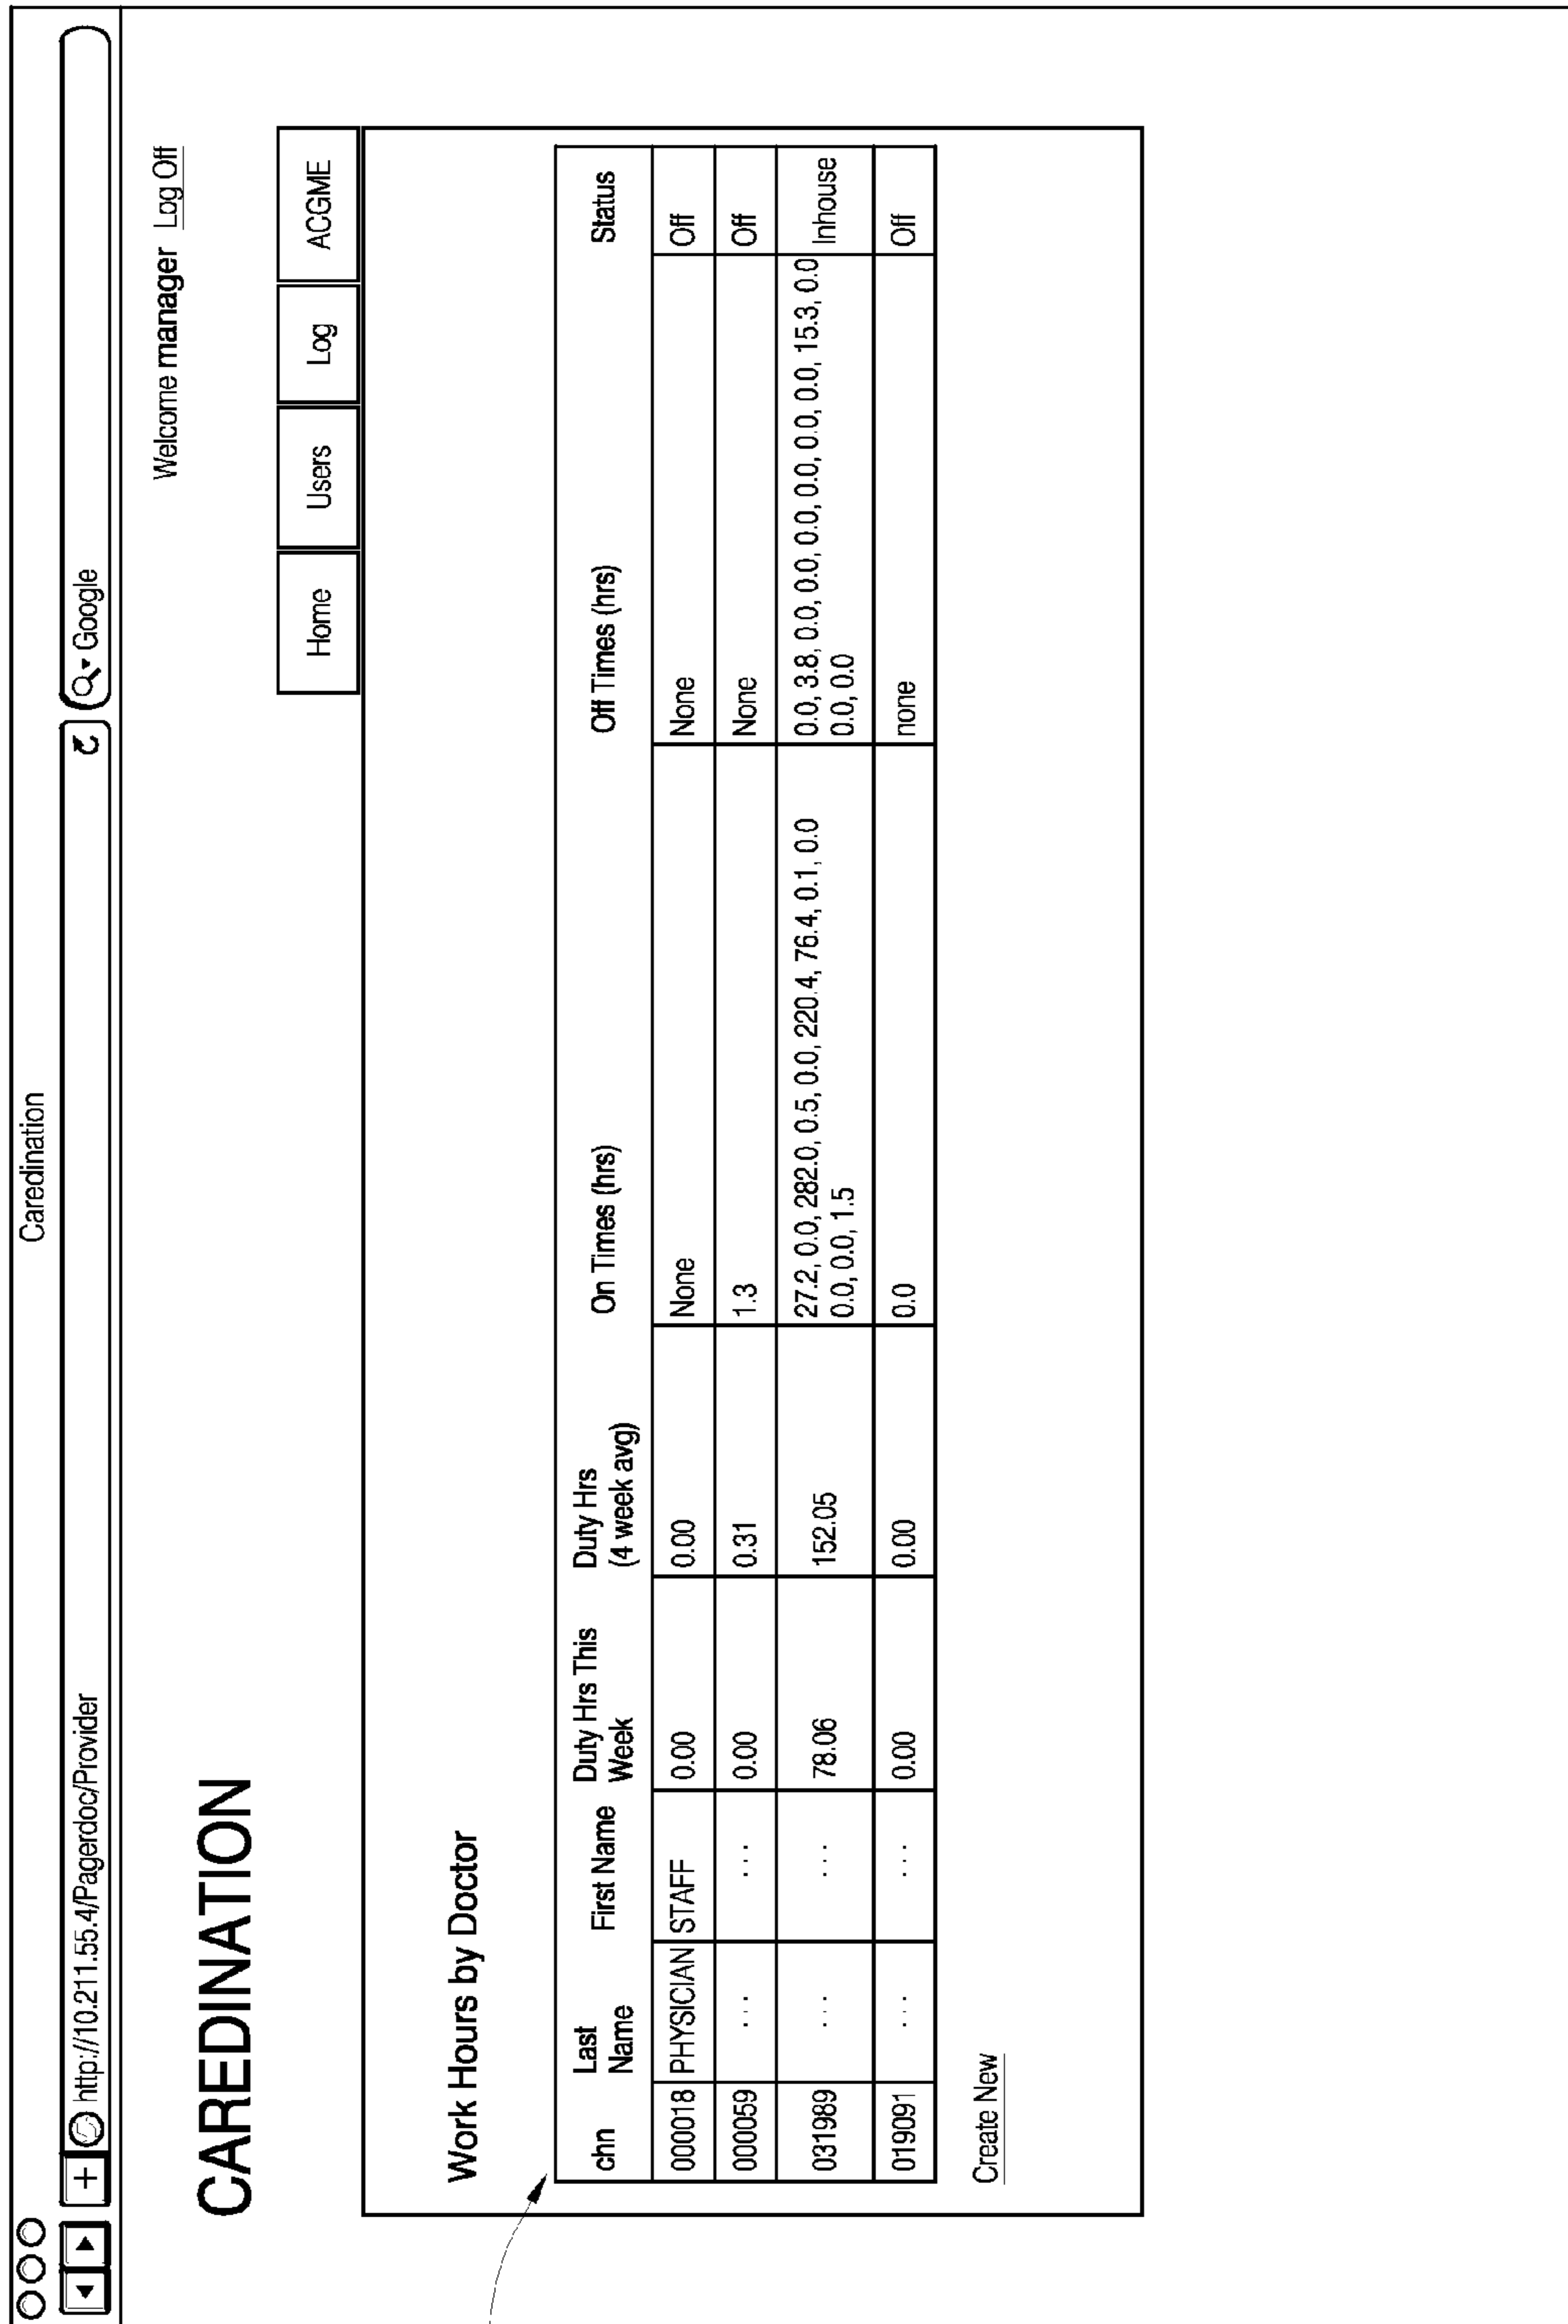 Caredination
+ http://10.211.55.4/Pagerdoc/Provider
Google
Welcome manager Log Off
CAREDINATION
Home Users Log ACGME
Work Hours by Doctor
chn Last Name First Name Duty Hrs This Week Duty Hrs (4 week avg) On Times (hrs) Off Times (hrs) Status
000018 PHYSICIAN STAFF 0.00 0.00 None None Off
000059 ... ... 0.00 0.31 1.3 None Off
031989 ... ... 78.06 152.05 27.2, 0.0, 282.0, 0.5, 0.0, 220.4, 76.4, 0.1, 0.0 0.0, 3.8, 0.0, 0.0, 0.0, 0.0, 0.0, 0.0, 0.0, 15.3, 0.0 Inhouse
0.0, 0.0, 1.5 0.0, 0.0
019091 ... ... 0.00 0.00 0.0 none Off
Create New